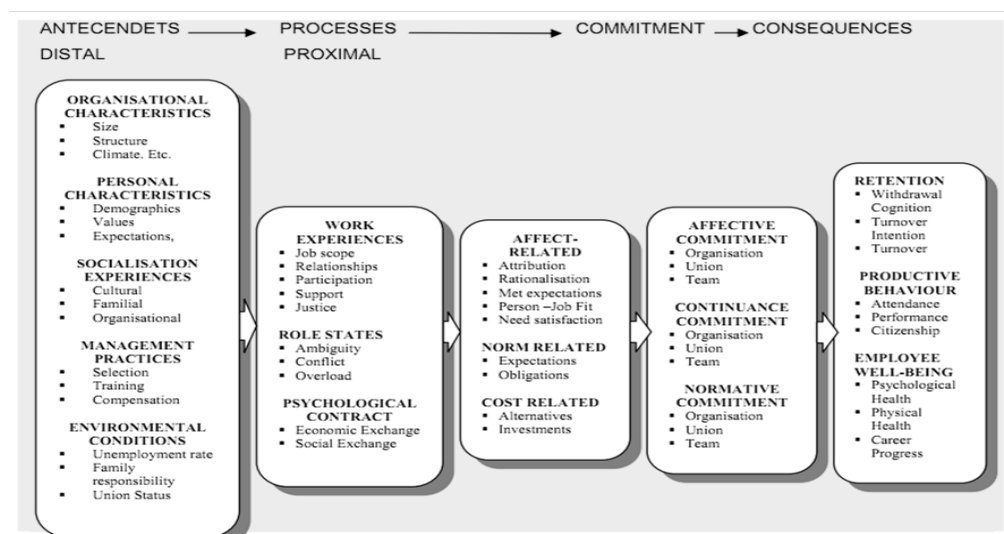 ANTECENDETS PROCESSES COMMITMENT CONSEQUENCES
DISTAL PROXIMAL
ORGANISATIONAL
CHARACTERISTICS
▪ Size
▪ Structure
▪ Climate. Etc.
PERSONAL
CHARACTERISTICS
▪ Demographics
▪ Values
▪ Expectations,
SOCIALISATION
EXPERIENCES
▪ Cultural
▪ Familial
▪ Organisational
MANAGEMENT
PRACTICES
▪ Selection
▪ Training
▪ Compensation
ENVIRONMENTAL
CONDITIONS
▪ Unemployment rate
▪ Family
responsibility
▪ Union Status
WORK
EXPERIENCES
▪ Job scope
▪ Relationships
▪ Participation
▪ Support
▪ Justice
ROLE STATES
▪ Ambiguity
▪ Conflict
▪ Overload
PSYCHOLOGICAL
CONTRACT
▪ Economic Exchange
▪ Social Exchange
AFFECT-
RELATED
▪ Attribution
▪ Rationalisation
▪ Met expectations
▪ Person –Job Fit
▪ Need satisfaction
NORM RELATED
▪ Expectations
▪ Obligations
COST RELATED
▪ Alternatives
▪ Investments
AFFECTIVE
COMMITMENT
▪ Organisation
▪ Union
▪ Team
CONTINUANCE
COMMITMENT
▪ Organisation
▪ Union
▪ Team
NORMATIVE
COMMITMENT
▪ Organisation
▪ Union
▪ Team
RETENTION
▪ Withdrawal
Cognition
▪ Turnover
Intention
▪ Turnover
PRODUCTIVE
BEHAVIOUR
▪ Attendance
▪ Performance
▪ Citizenship
EMPLOYEE
WELL-BEING
▪ Psychological
Health
▪ Physical
Health
▪ Career
Progress